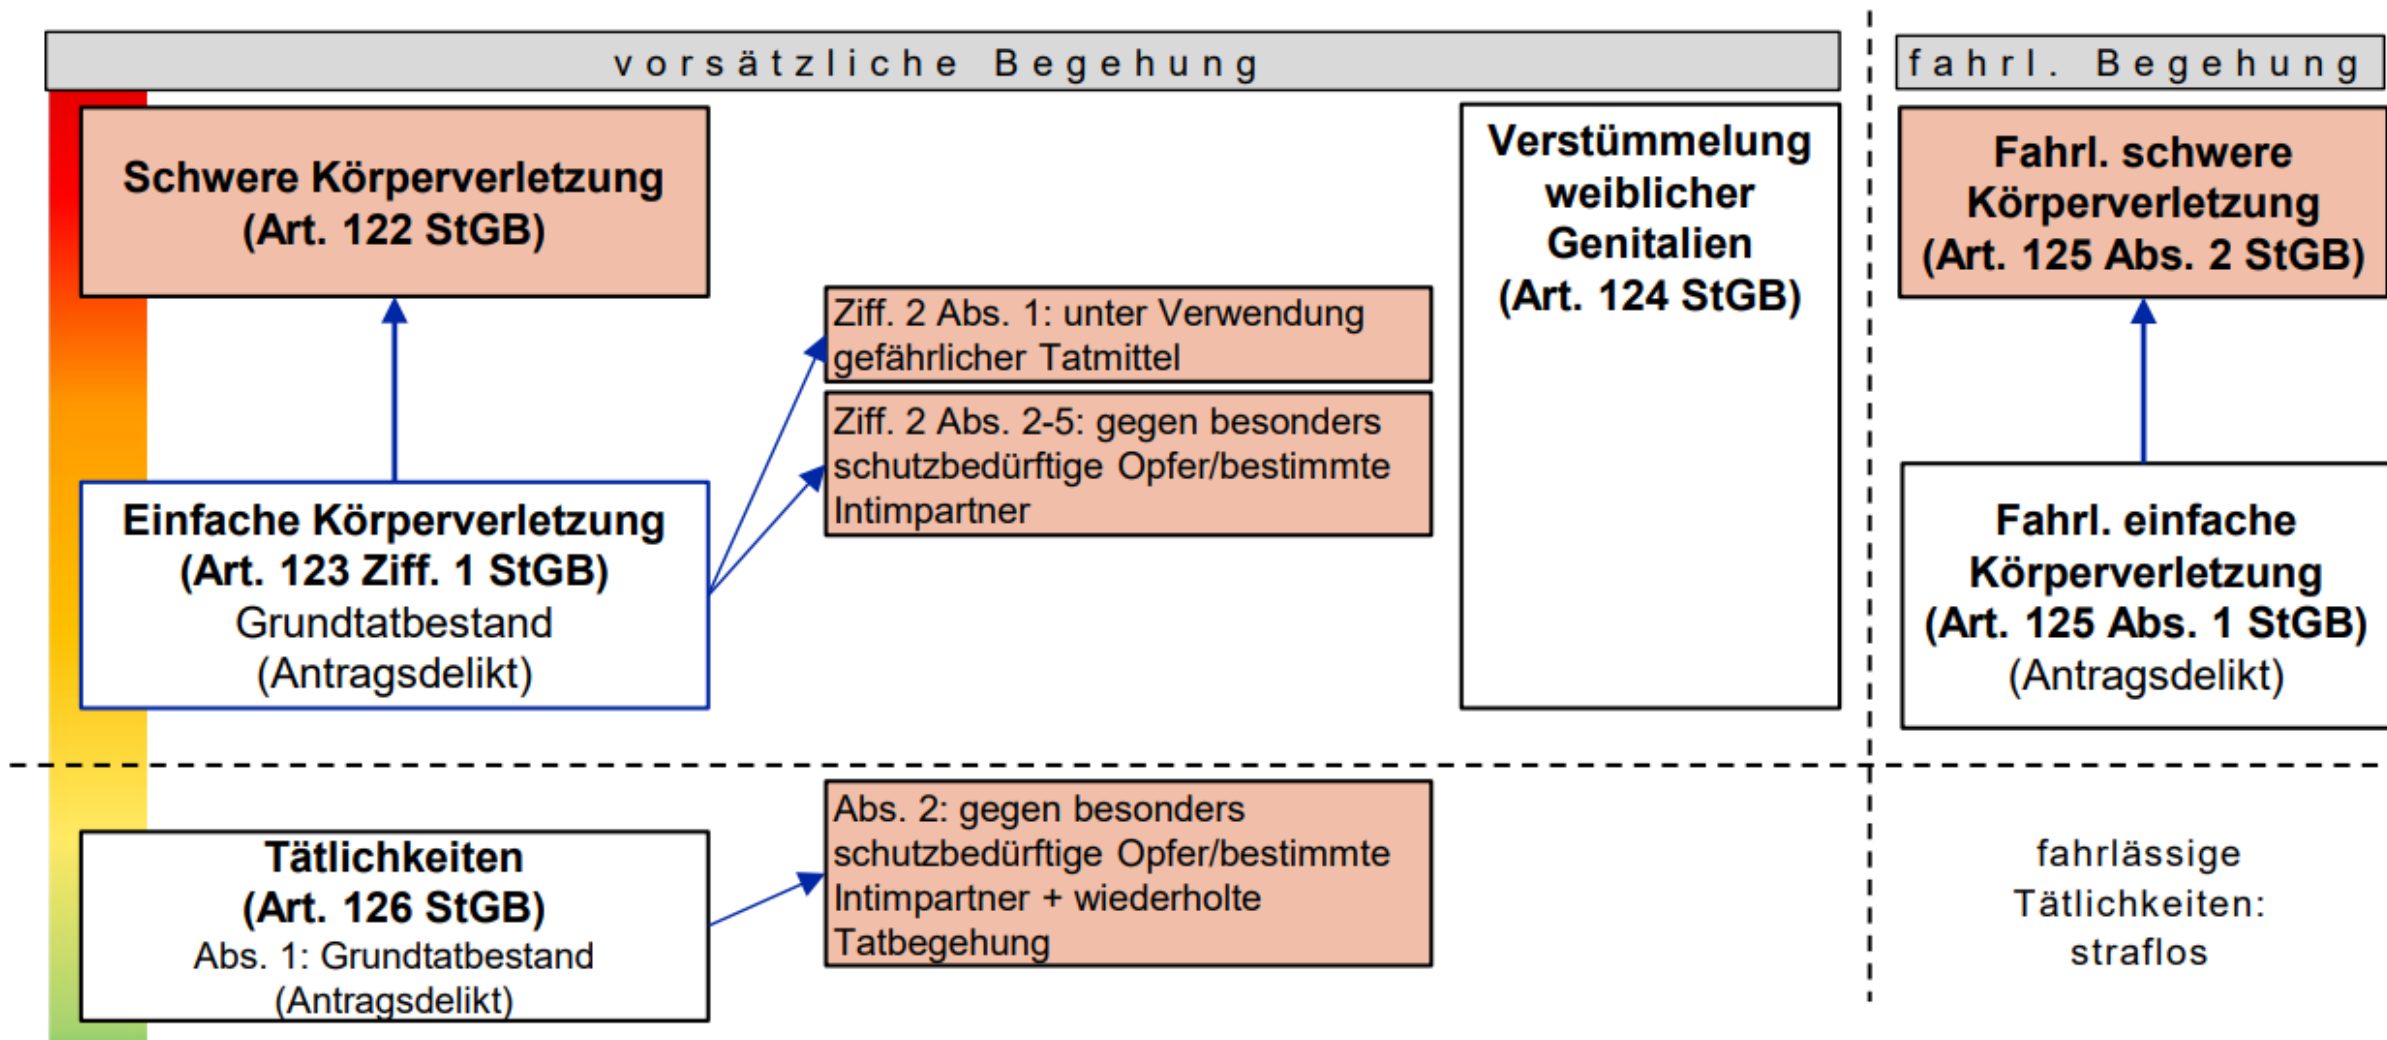 vorsätzliche Begehung
fahrl. Begehung
Schwere Körperverletzung
(Art. 122 StGB)
Ziff. 2 Abs. 1: unter Verwendung
gefährlicher Tatmittel
Ziff. 2 Abs. 2-5: gegen besonders
schutzbedürftige Opfer/bestimmte
Intimpartner
Verstümmelung
weiblicher
Genitalien
(Art. 124 StGB)
Fahrl. schwere
Körperverletzung
(Art. 125 Abs. 2 StGB)
Einfache Körperverletzung
(Art. 123 Ziff. 1 StGB)
Grundtatbestand
(Antragsdelikt)
Fahrl. einfache
Körperverletzung
(Art. 125 Abs. 1 StGB)
(Antragsdelikt)
Tätlichkeiten
(Art. 126 StGB)
Abs. 1: Grundtatbestand
(Antragsdelikt)
Abs. 2: gegen besonders
schutzbedürftige Opfer/bestimmte
Intimpartner + wiederholte
Tatbegehung
fahrlässige
Tätlichkeiten:
straflos